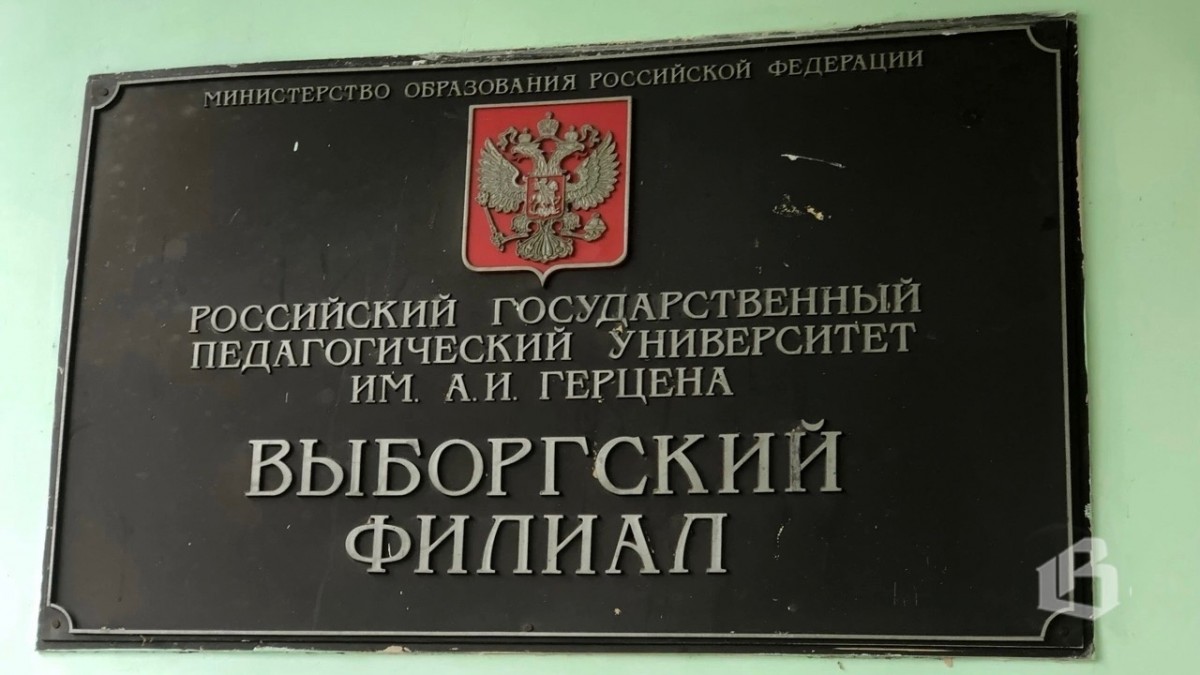 МИНИСТЕРСТВО ОБРАЗОВАНИЯ РОССИЙСКОЙ ФЕДЕРАЦИИ
РОССИЙСКИЙ ГОСУДАРСТВЕННЫЙ
ПЕДАГОГИЧЕСКИЙ УНИВЕРСИТЕТ
ИМ. А.И. ГЕРЦЕНА
ВЫБОРГСКИЙ
ФИЛИАЛ